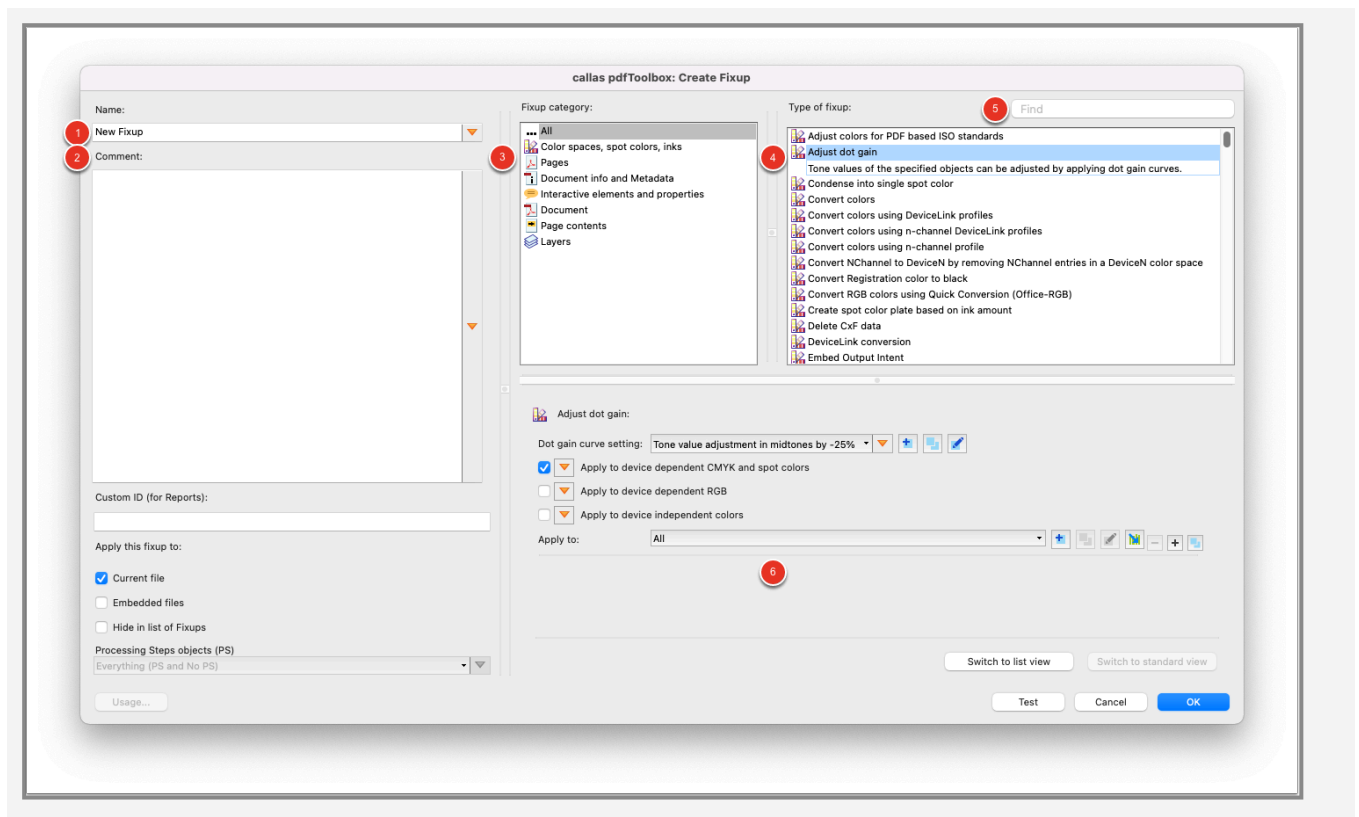 callas pdfToolbox: Create Fixup
Name:
1
New Fixup
2
Comment:
Custom ID (for Reports):
Apply this fixup to:
Current file
Embedded files
Hide in list of Fixups
Processing Steps objects (PS)
Everything (PS and No PS)
Usage...
Fixup category:
3
... All
Color spaces, spot colors, inks
Pages
Document info and Metadata
Interactive elements and properties
Document
Page contents
Layers
Type of fixup:
5
Find
4
Adjust colors for PDF based ISO standards
Adjust dot gain
Tone values of the specified objects can be adjusted by applying dot gain curves.
Condense into single spot color
Convert colors
Convert colors using DeviceLink profiles
Convert colors using n-channel DeviceLink profiles
Convert colors using n-channel profile
Convert NChannel to DeviceN by removing NChannel entries in a DeviceN color space
Convert Registration color to black
Convert RGB colors using Quick Conversion (Office-RGB)
Create spot color plate based on ink amount
Delete CxF data
DeviceLink conversion
Embed Output Intent
Adjust dot gain:
Dot gain curve setting: Tone value adjustment in midtones by -25%
Apply to device dependent CMYK and spot colors
Apply to device dependent RGB
Apply to device independent colors
Apply to: All
6
Switch to list view Switch to standard view
Test Cancel OK